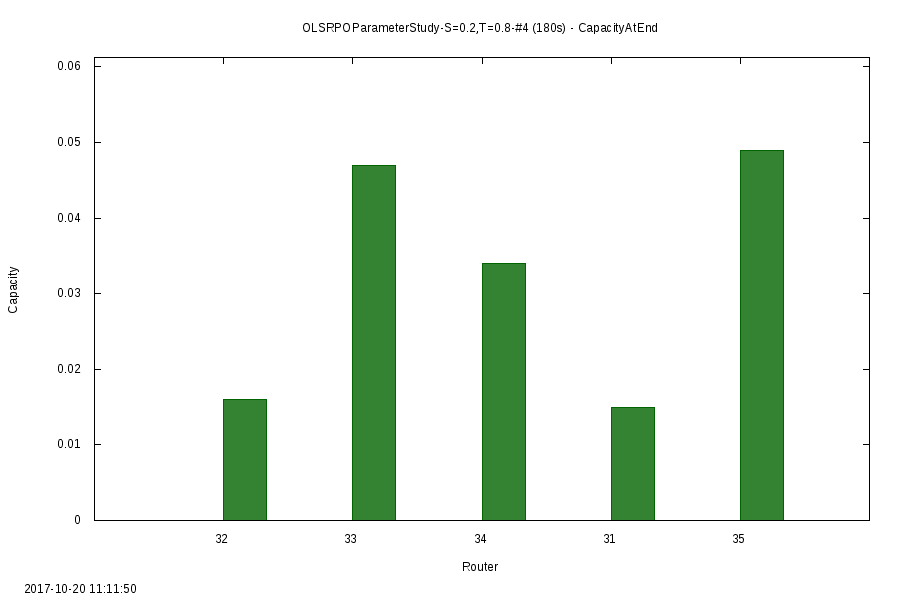 OLSRPOParameterStudy-S=0.2,T=0.8-#4 (180s) - CapacityAtEnd
0.06
0.05
0.04
0.03
0.02
0.01
0
Capacity
32 33 34 31 35
Router
2017-10-20 11:11:50